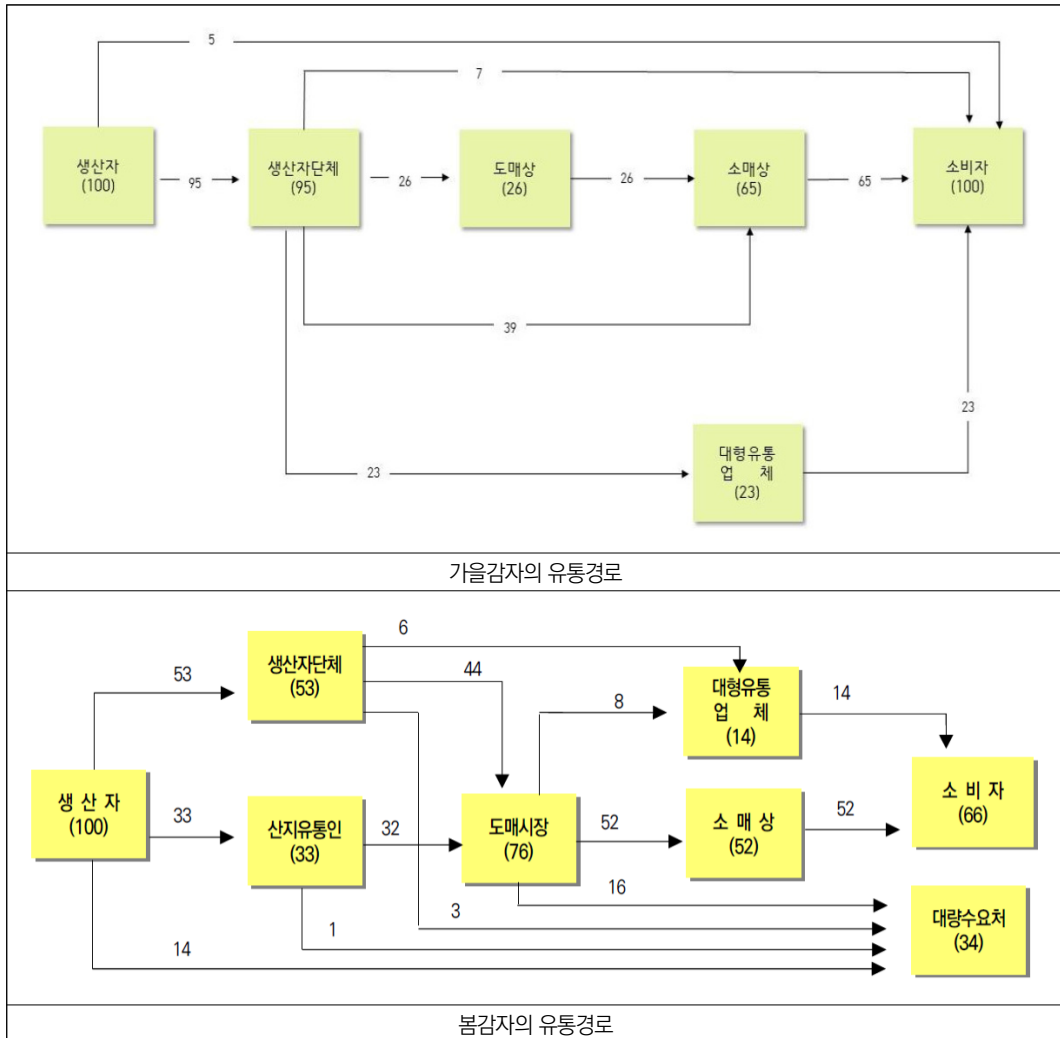 5
7
생산자
(100)
95
생산자단체
(95)
26
도매상
(26)
26
소매상
(65)
65
소비자
(100)
39
23
대형유통
업 체
(23)
23
가을감자의 유통경로
6
53
생산자단체
(53)
44
8
대형유통
업 체
(14)
14
생 산 자
(100)
33
산지유통인
(33)
32
도매시장
(76)
52
소 매 상
(52)
52
소 비 자
(66)
16
3
1
14
대량수요처
(34)
봄감자의 유통경로